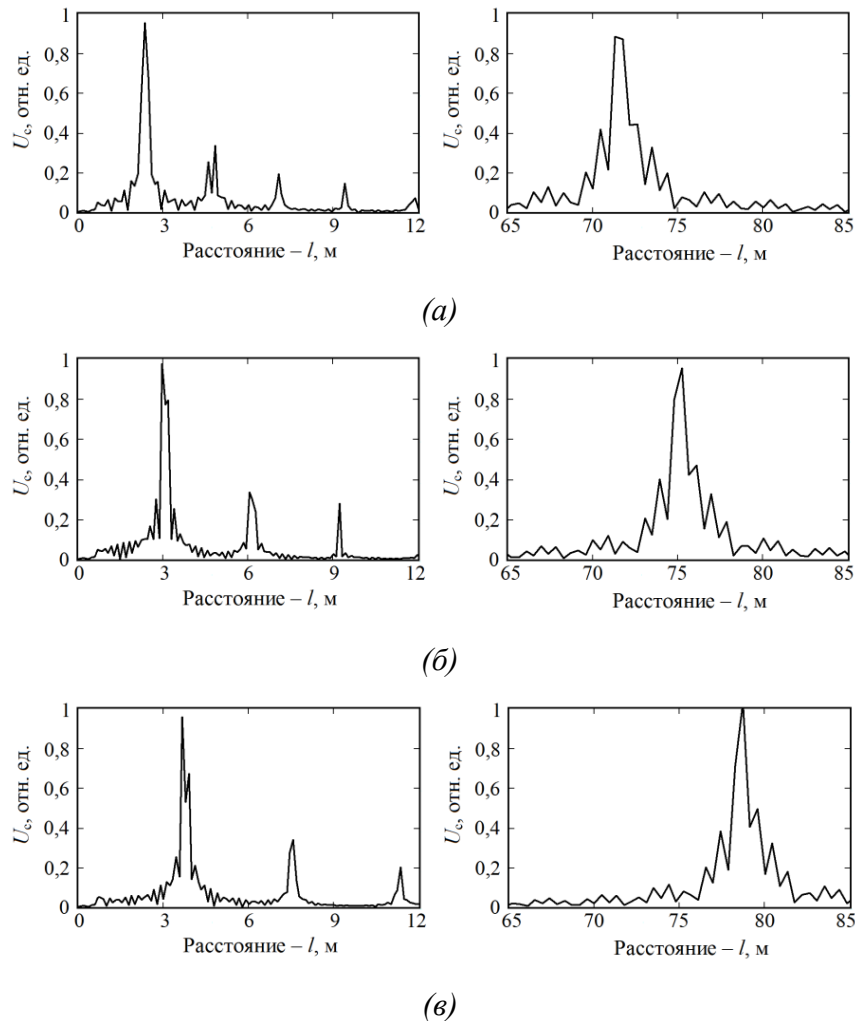 1 1
0,8 0,8
0,6 0,6
0,4 0,4
0,2 0,2
0 0
0 3 6 9 12 65 70 75 80 85
U_c, отн. ед. U_c, отн. ед.
Расстояние – l, м Расстояние – l, м
(а)
1 1
0,8 0,8
0,6 0,6
0,4 0,4
0,2 0,2
0 0
0 3 6 9 12 65 70 75 80 85
U_c, отн. ед. U_c, отн. ед.
Расстояние – l, м Расстояние – l, м
(б)
1 1
0,8 0,8
0,6 0,6
0,4 0,4
0,2 0,2
0 0
0 3 6 9 12 65 70 75 80 85
U_c, отн. ед. U_c, отн. ед.
Расстояние – l, м Расстояние – l, м
(в)